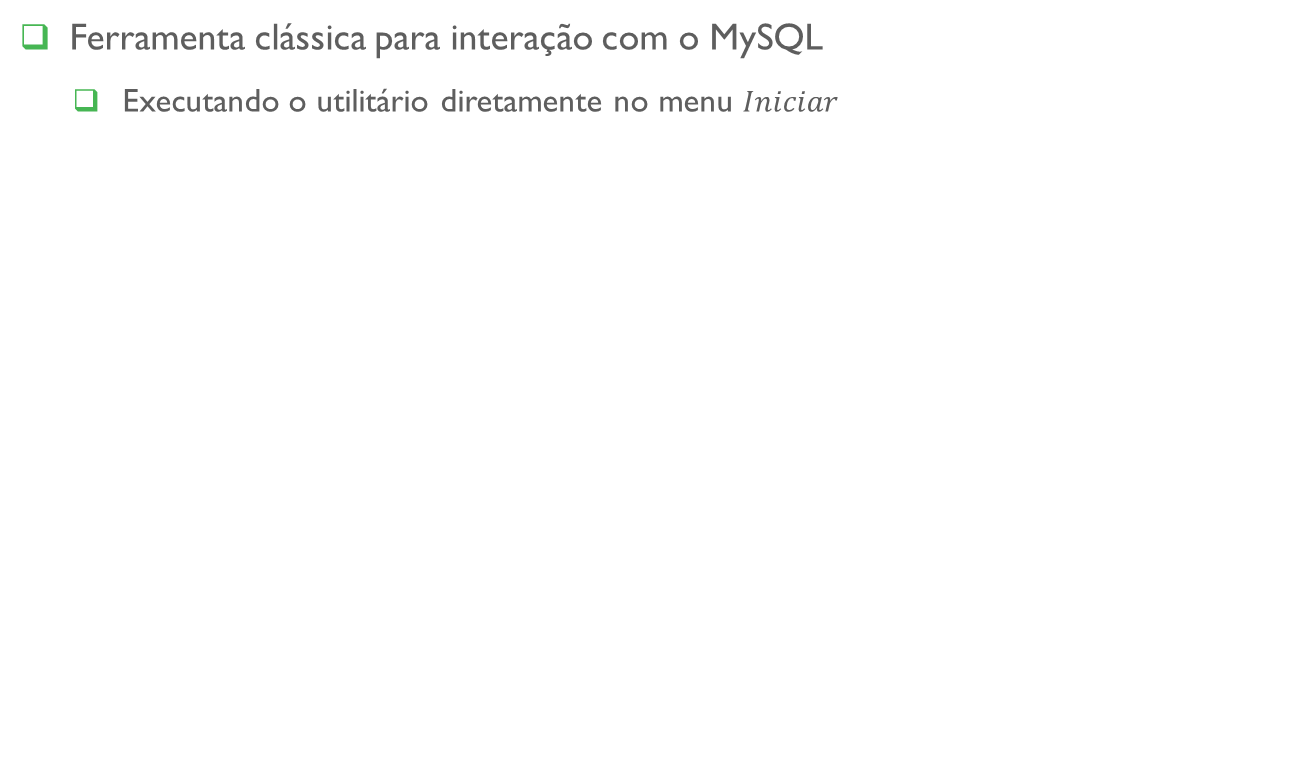 Ferramenta clássica para interação com o MySQL
Executando o utilitário diretamente no menu Iniciar